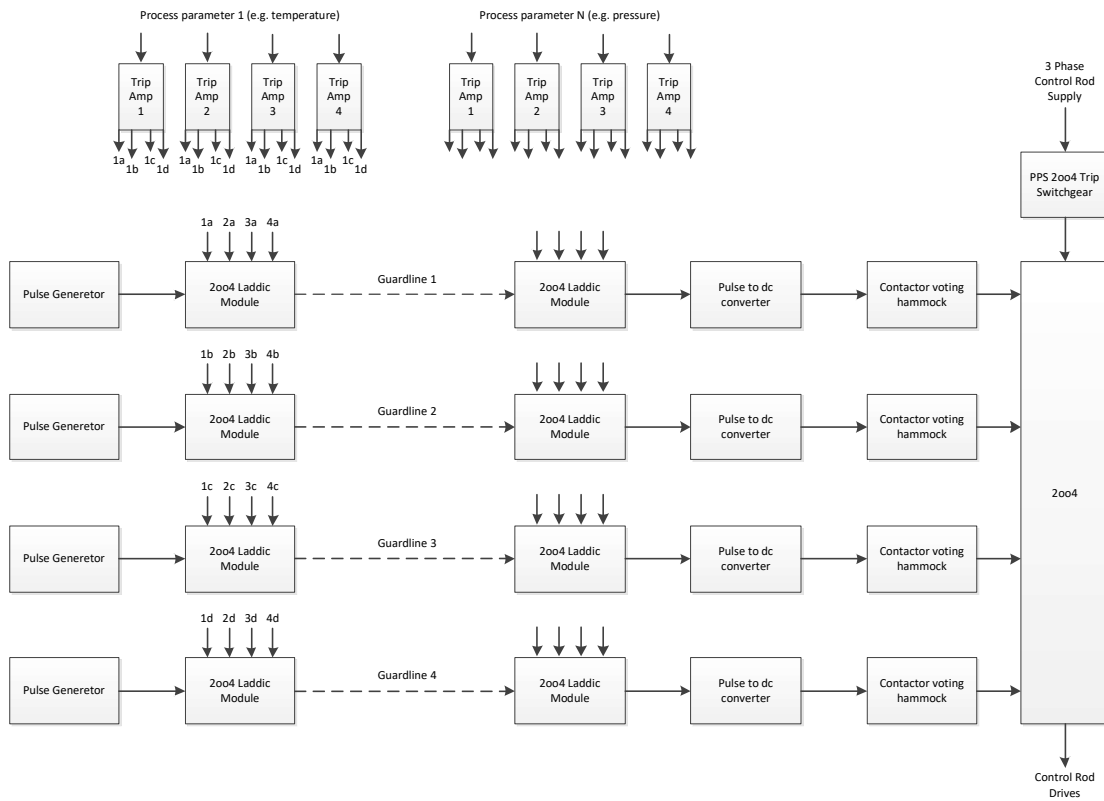 Process parameter 1 (e.g. temperature)
Process parameter N (e.g. pressure)
Trip
Amp
1
Trip
Amp
2
Trip
Amp
3
Trip
Amp
4
Trip
Amp
1
Trip
Amp
2
Trip
Amp
3
Trip
Amp
4
3 Phase
Control Rod
Supply
1a
1b
1c
1d
1a
1b
1c
1d
1a
1b
1c
1d
1a
1b
1c
1d
PPS 2oo4 Trip
Switchgear
1a 2a 3a 4a
Pulse Generetor
2oo4 Laddic
Module
Guardline 1
2oo4 Laddic
Module
Pulse to dc
converter
Contactor voting
hammock
1b 2b 3b 4b
Pulse Generator
2oo4 Laddic
Module
Guardline 2
2oo4 Laddic
Module
Pulse to dc
converter
Contactor voting
hammock
2oo4
1c 2c 3c 4c
Pulse Generator
2oo4 Laddic
Module
Guardline 3
2oo4 Laddic
Module
Pulse to dc
converter
Contactor voting
hammock
1d 2d 3d 4d
Pulse Generator
2oo4 Laddic
Module
Guardline 4
2oo4 Laddic
Module
Pulse to dc
converter
Contactor voting
hammock
Control Rod
Drives